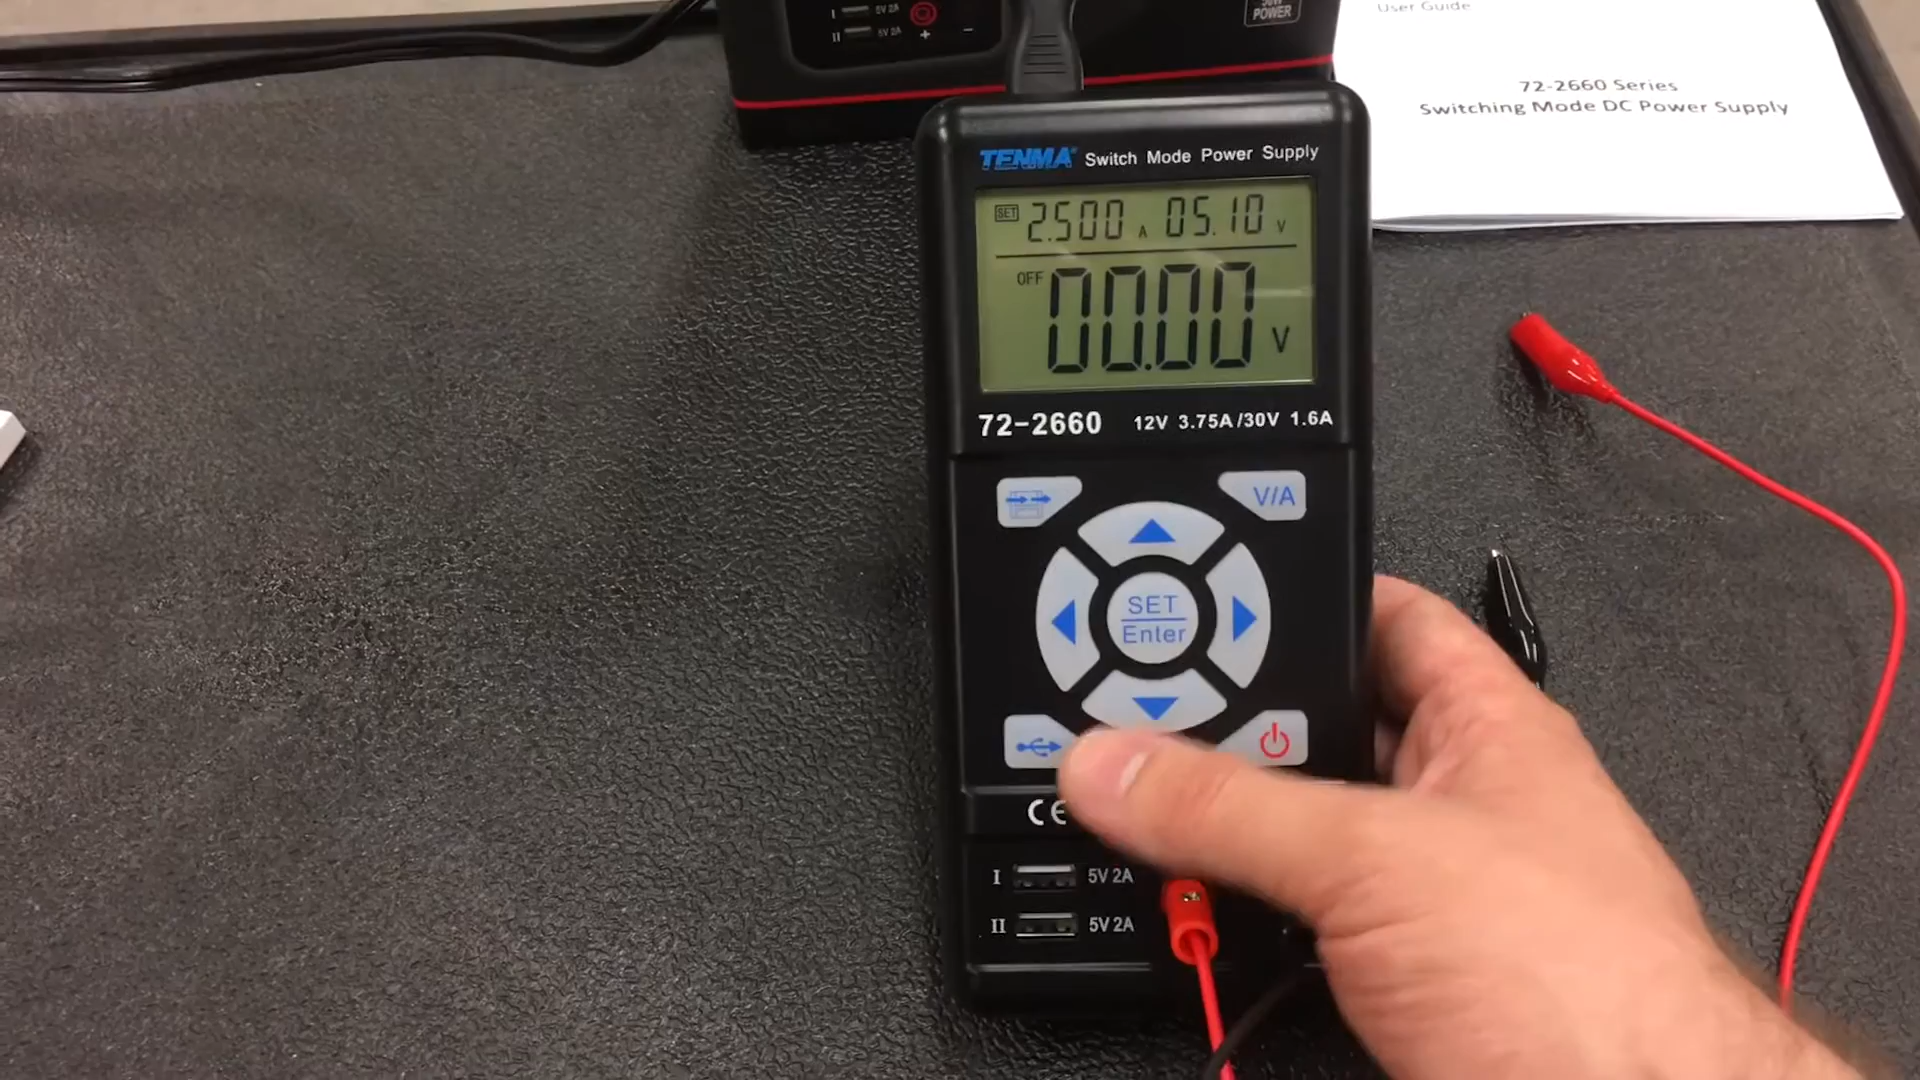 I 5V 2A
II 5V 2A
+ -
POWER
User Guide
72-2660 Series
Switching Mode DC Power Supply
TENMA® Switch Mode Power Supply
SET 2.500 A 05.10 V
OFF 00.00 V
72-2660 12V 3.75A/30V 1.6A
V/A
SET
Enter
CE
I 5V 2A
II 5V 2A